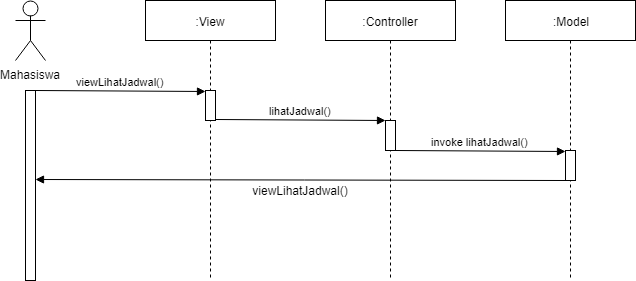 :View
:Controller
:Model
Mahasiswa
viewLihatJadwal()
lihatJadwal()
invoke lihatJadwal()
viewLihatJadwal()